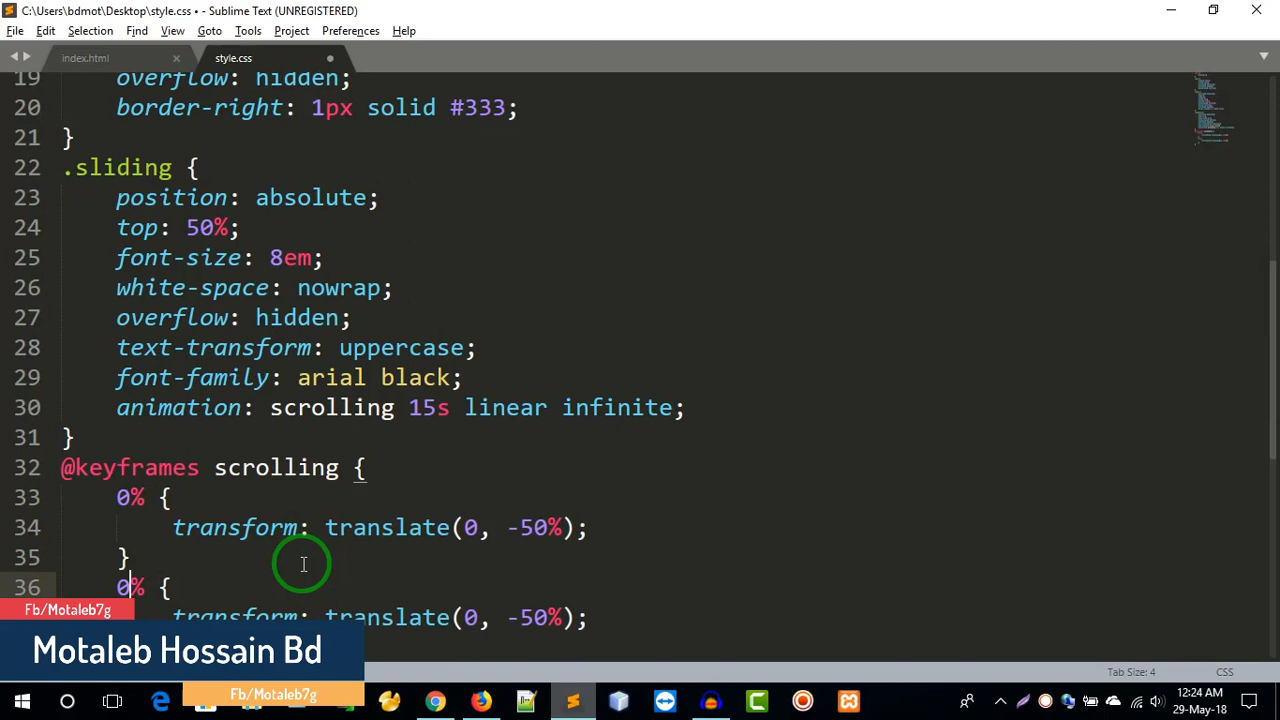 C:\Users\bdmot\Desktop\style.css • - Sublime Text (UNREGISTERED)
File Edit Selection Find View Goto Tools Project Preferences Help
index.html style.css
19 overflow: hidden;
20 border-right: 1px solid #333;
21 }
22 .sliding {
23 position: absolute;
24 top: 50%;
25 font-size: 8em;
26 white-space: nowrap;
27 overflow: hidden;
28 text-transform: uppercase;
29 font-family: arial black;
30 animation: scrolling 15s linear infinite;
31 }
32 @keyframes scrolling {
33 0% {
34 transform: translate(0, -50%);
35 }
36 0% {
transform: translate(0, -50%);
Fb/Motaleb7g
Motaleb Hossain Bd
Fb/Motaleb7g
Tab Size: 4 CSS
12:24 AM
29-May-18